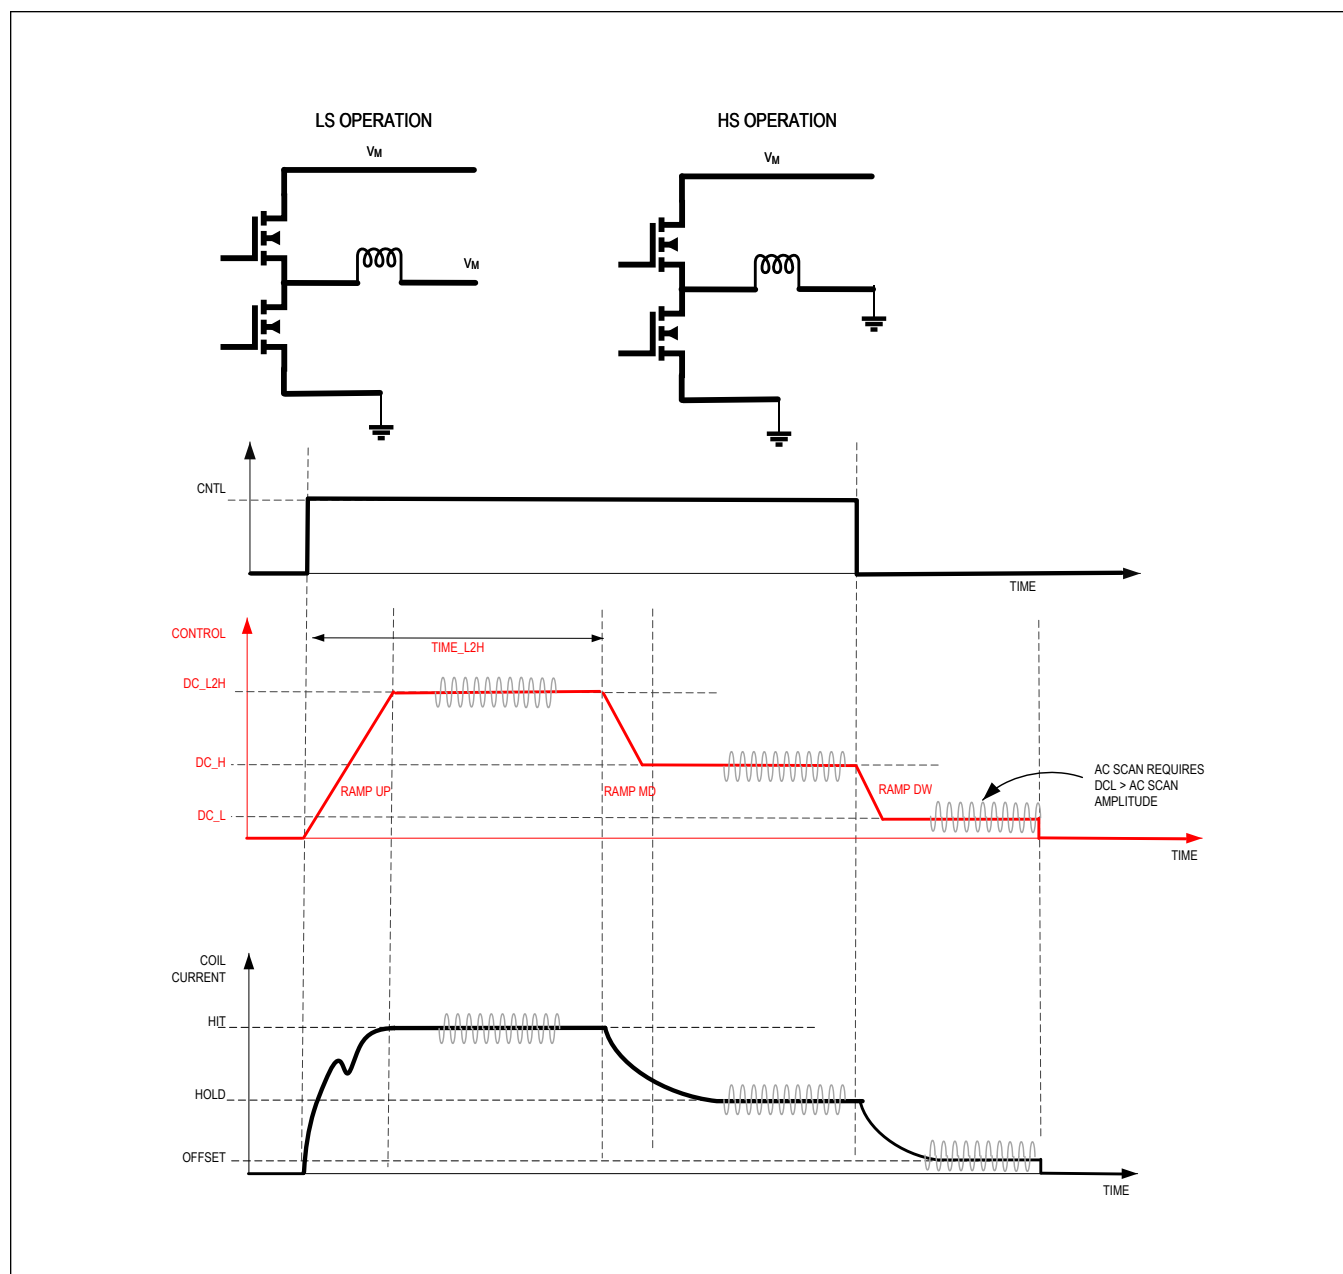 LS OPERATION
HS OPERATION
VM
VM
VM
CNTL
TIME
CONTROL
TIME_L2H
DC_L2H
DC_H
RAMP UP
RAMP MD
RAMP DW
AC SCAN REQUIRES
DCL > AC SCAN
AMPLITUDE
DC_L
TIME
COIL
CURRENT
HIT
HOLD
OFFSET
TIME